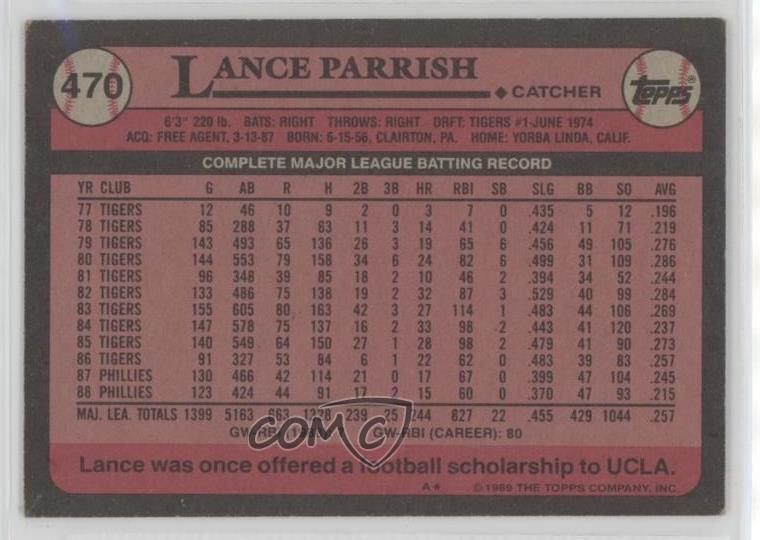 470 LANCE PARRISH ◆ CATCHER Topps
6'3" 220 lb. BATS: RIGHT THROWS: RIGHT DRFT: TIGERS #1-JUNE 1974
ACQ: FREE AGENT, 3-13-87 BORN: 6-15-56, CLAIRTON, PA. HOME: YORBA LINDA, CALIF.
COMPLETE MAJOR LEAGUE BATTING RECORD
YR CLUB G AB R H 2B 3B HR RBI SB SLG BB SO AVG
77 TIGERS 12 46 10 9 2 0 3 7 0 .435 5 12 .196
78 TIGERS 85 288 37 63 11 3 14 41 0 .424 11 71 .219
79 TIGERS 143 493 65 136 26 3 19 65 6 .456 49 105 .276
80 TIGERS 144 553 79 158 34 6 24 82 6 .499 31 109 .286
81 TIGERS 96 348 39 85 18 2 10 46 2 .394 34 52 .244
82 TIGERS 133 486 75 138 19 2 32 87 3 .529 40 99 .284
83 TIGERS 155 605 80 163 42 3 27 114 1 .483 44 106 .269
84 TIGERS 147 578 75 137 16 2 33 98 2 .443 41 120 .237
85 TIGERS 140 549 64 150 27 1 28 98 2 .479 41 90 .273
86 TIGERS 91 327 53 84 6 1 22 62 0 .483 39 83 .257
87 PHILLIES 130 466 42 114 21 0 17 67 0 .399 47 104 .245
88 PHILLIES 123 424 44 91 17 2 15 60 0 .370 47 93 .215
MAJ. LEA. TOTALS 1399 5163 663 1328 239 25 244 827 22 .455 429 1044 .257
GW-RBI GW-RBI (CAREER): 80
COMC
Lance was once offered a football scholarship to UCLA.
A* © 1989 THE TOPPS COMPANY, INC.